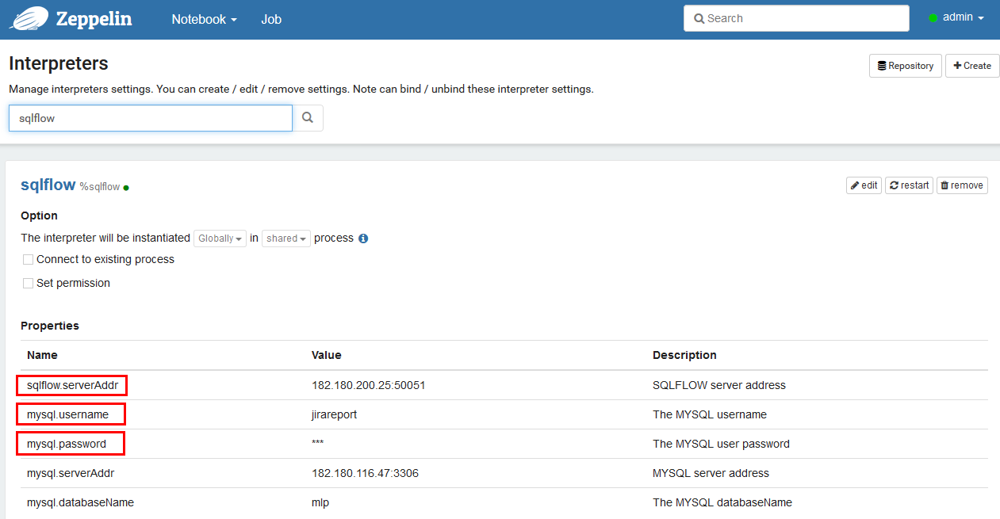 Zeppelin Notebook Job Search admin
Interpreters
Repository Create
Manage interpreters settings. You can create / edit / remove settings. Note can bind / unbind these interpreter settings.
sqlflow
sqlflow %sqlflow edit restart remove
Option
The interpreter will be instantiated Globally in shared process
Connect to existing process
Set permission
Properties
Name Value Description
sqlflow.serverAddr 182.180.200.25:50051 SQLFLOW server address
mysql.username jirareport The MYSQL username
mysql.password *** The MYSQL user password
mysql.serverAddr 182.180.116.47:3306 MYSQL server address
mysql.databaseName mlp The MYSQL databaseName